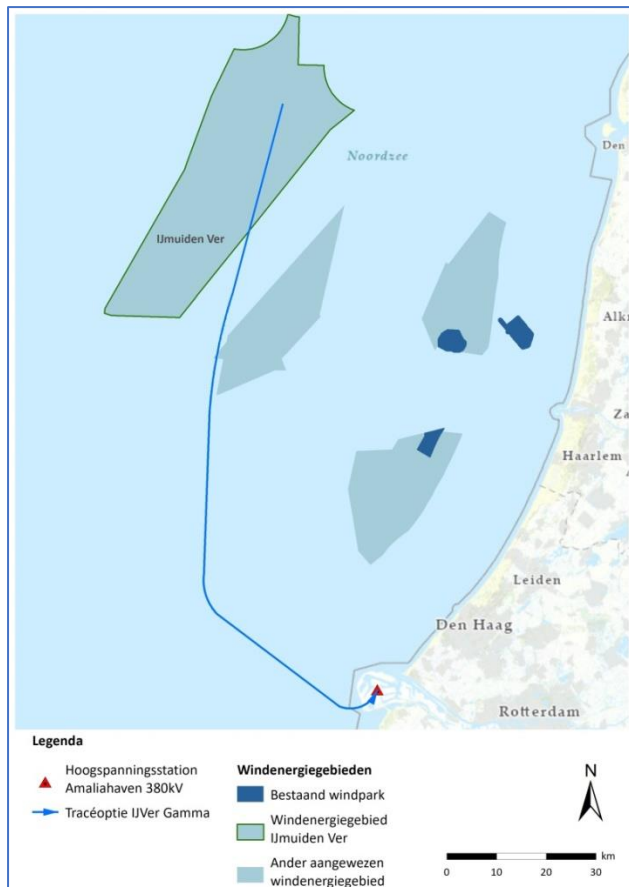 Noordzee
Den
IJmuiden Ver
Alk
Za
Haarlem
Leiden
Den Haag
Rotterdam
Legenda
Hoogspanningsstation
Amaliahaven 380kV
Tracéoptie IJVer Gamma
Windenergiegebieden
Bestaand windpark
Windenergiegebied
IJmuiden Ver
Ander aangewezen
windenergiegebied
N
km
0 10 20 30